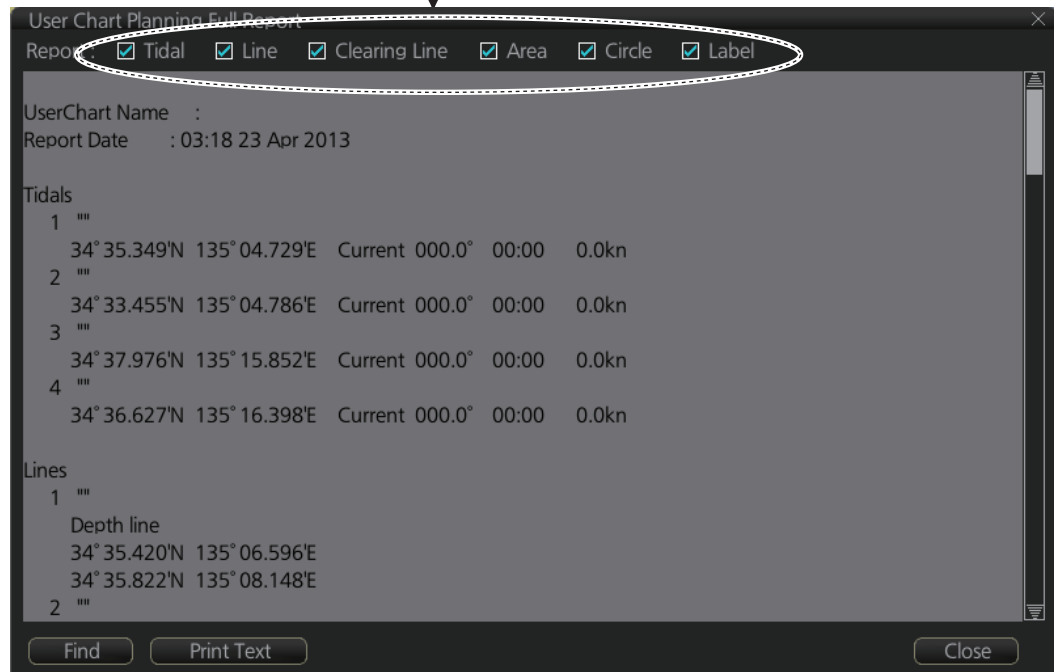 User Chart Planning Full Report
Report : Tidal Line Clearing Line Area Circle Label
UserChart Name :
Report Date : 03:18 23 Apr 2013
Tidals
1 ""
34°35.349'N 135°04.729'E Current 000.0° 00:00 0.0kn
2 ""
34°33.455'N 135°04.786'E Current 000.0° 00:00 0.0kn
3 ""
34°37.976'N 135°15.852'E Current 000.0° 00:00 0.0kn
4 ""
34°36.627'N 135°16.398'E Current 000.0° 00:00 0.0kn
Lines
1 ""
Depth line
34°35.420'N 135°06.596'E
34°35.822'N 135°08.148'E
2 ""
Find Print Text Close